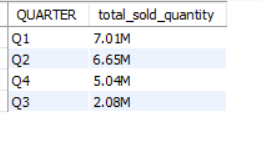 QUARTER total_sold_quantity
Q1 7.01M
Q2 6.65M
Q4 5.04M
Q3 2.08M